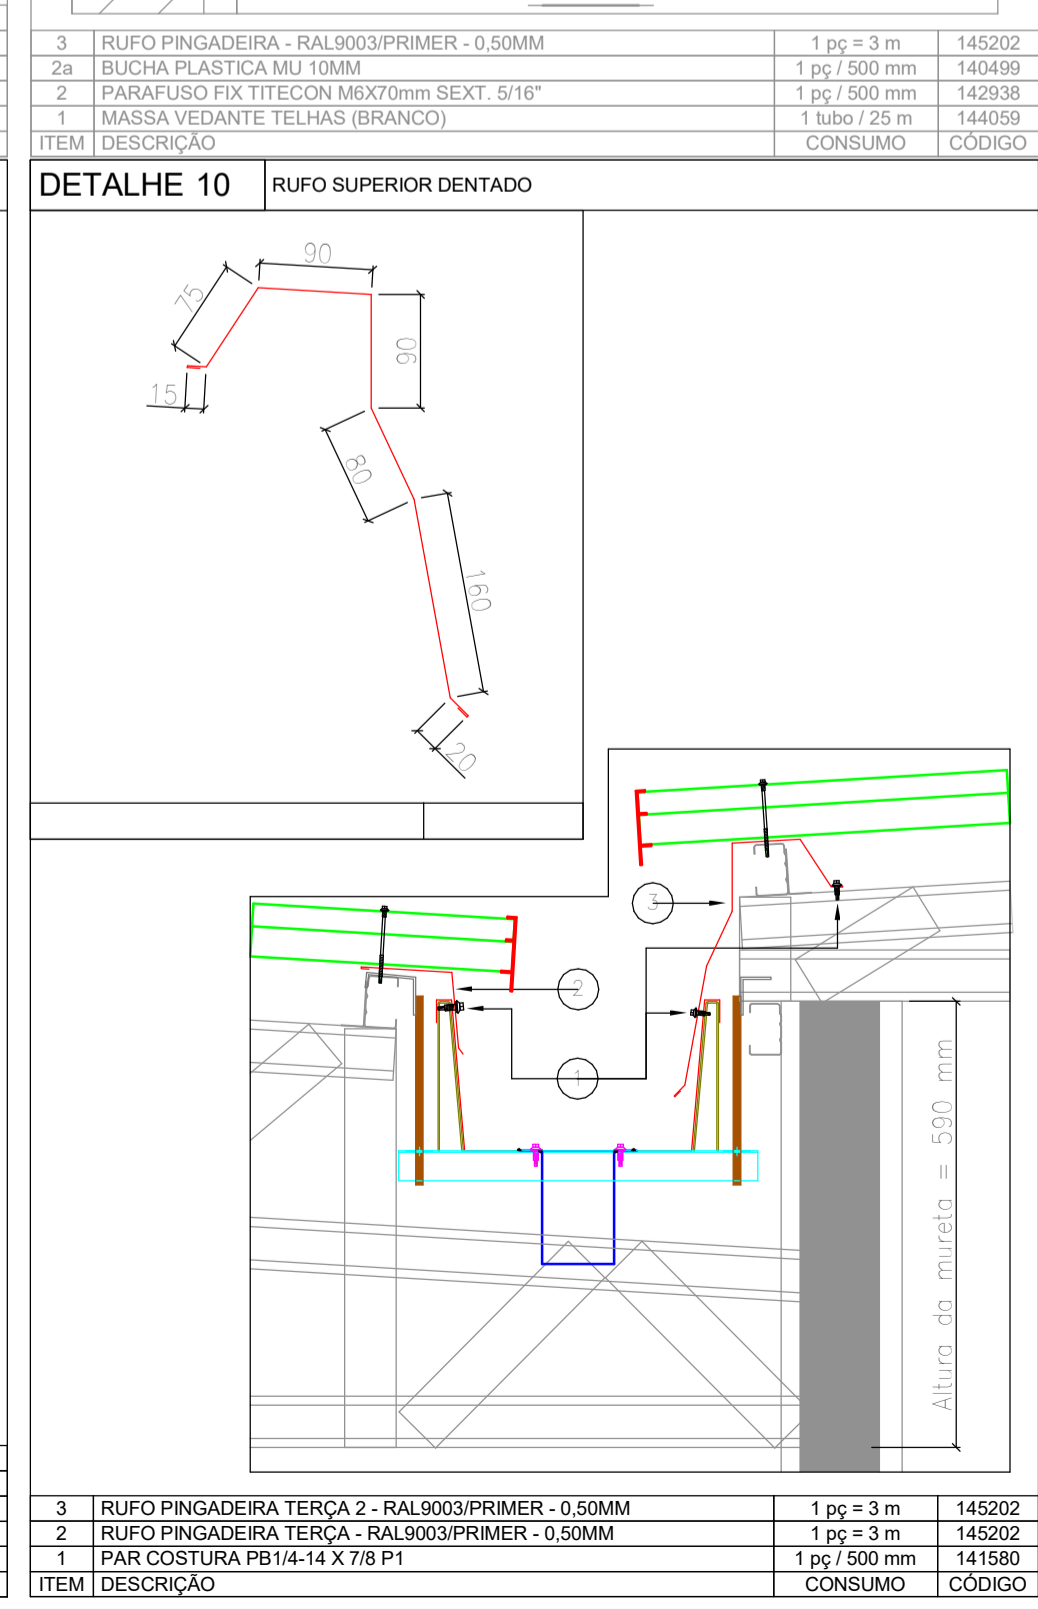 3 RUFO PINGADEIRA - RAL9003/PRIMER - 0,50MM 1 pç = 3 m 145202
2a BUCHA PLASTICA MU 10MM 1 pç / 500 mm 140499
2 PARAFUSO FIX TITECON M6X70mm SEXT. 5/16" 1 pç / 500 mm 142938
1 MASSA VEDANTE TELHAS (BRANCO) 1 tubo / 25 m 144059
ITEM DESCRIÇÃO CONSUMO CÓDIGO
DETALHE 10 RUFO SUPERIOR DENTADO
90
75
90
15
80
160
20
3
2
1
Altura da mureta = 590 mm
3 RUFO PINGADEIRA TERÇA 2 - RAL9003/PRIMER - 0,50MM 1 pç = 3 m 145202
2 RUFO PINGADEIRA TERÇA - RAL9003/PRIMER - 0,50MM 1 pç = 3 m 145202
1 PAR COSTURA PB1/4-14 X 7/8 P1 1 pç / 500 mm 141580
ITEM DESCRIÇÃO CONSUMO CÓDIGO